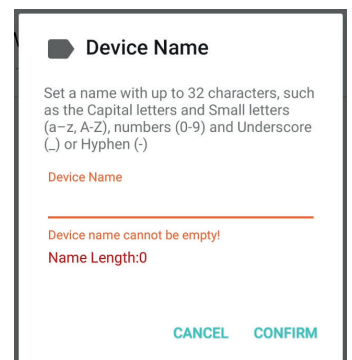 Device Name
Set a name with up to 32 characters, such
as the Capital letters and Small letters
(a–z, A-Z), numbers (0-9) and Underscore
(_) or Hyphen (-)
Device Name
Device name cannot be empty!
Name Length:0
CANCEL CONFIRM